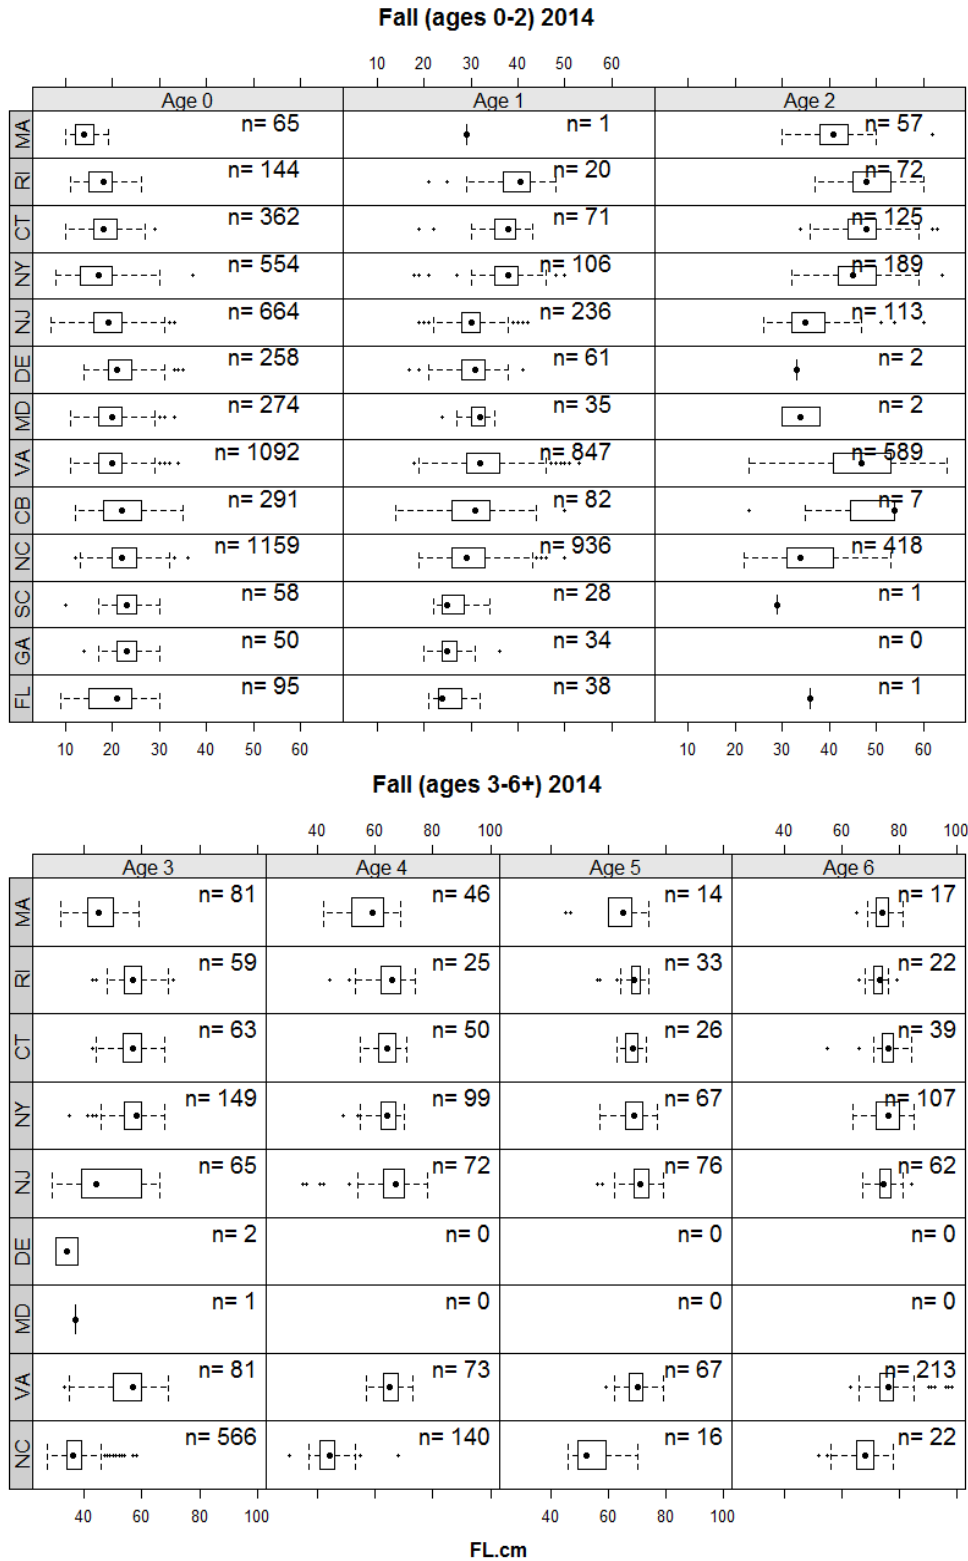 Fall (ages 0-2) 2014
10 20 30 40 50 60
Age 0 Age 1 Age 2
MA n= 65 n= 1 n= 57
RI n= 144 n= 20 n= 72
CT n= 362 n= 71 n= 125
NY n= 554 n= 106 n= 189
NJ n= 664 n= 236 n= 113
DE n= 258 n= 61 n= 2
MD n= 274 n= 35 n= 2
VA n= 1092 n= 847 n= 589
CB n= 291 n= 82 n= 7
NC n= 1159 n= 936 n= 418
SC n= 58 n= 28 n= 1
GA n= 50 n= 34 n= 0
FL n= 95 n= 38 n= 1
10 20 30 40 50 60 10 20 30 40 50 60
Fall (ages 3-6+) 2014
40 60 80 100 40 60 80 100
Age 3 Age 4 Age 5 Age 6
MA n= 81 n= 46 n= 14 n= 17
RI n= 59 n= 25 n= 33 n= 22
CT n= 63 n= 50 n= 26 n= 39
NY n= 149 n= 99 n= 67 n= 107
NJ n= 65 n= 72 n= 76 n= 62
DE n= 2 n= 0 n= 0 n= 0
MD n= 1 n= 0 n= 0 n= 0
VA n= 81 n= 73 n= 67 n= 213
NC n= 566 n= 140 n= 16 n= 22
40 60 80 100 40 60 80 100
FL.cm